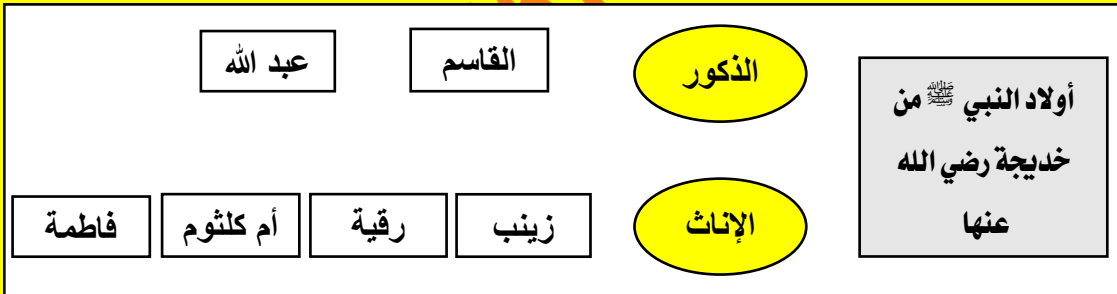 أولاد النبي ﷺ من
خديجة رضي الله
عنها
الذكور
القاسم
عبد الله
الإناث
زينب
رقية
أم كلثوم
فاطمة